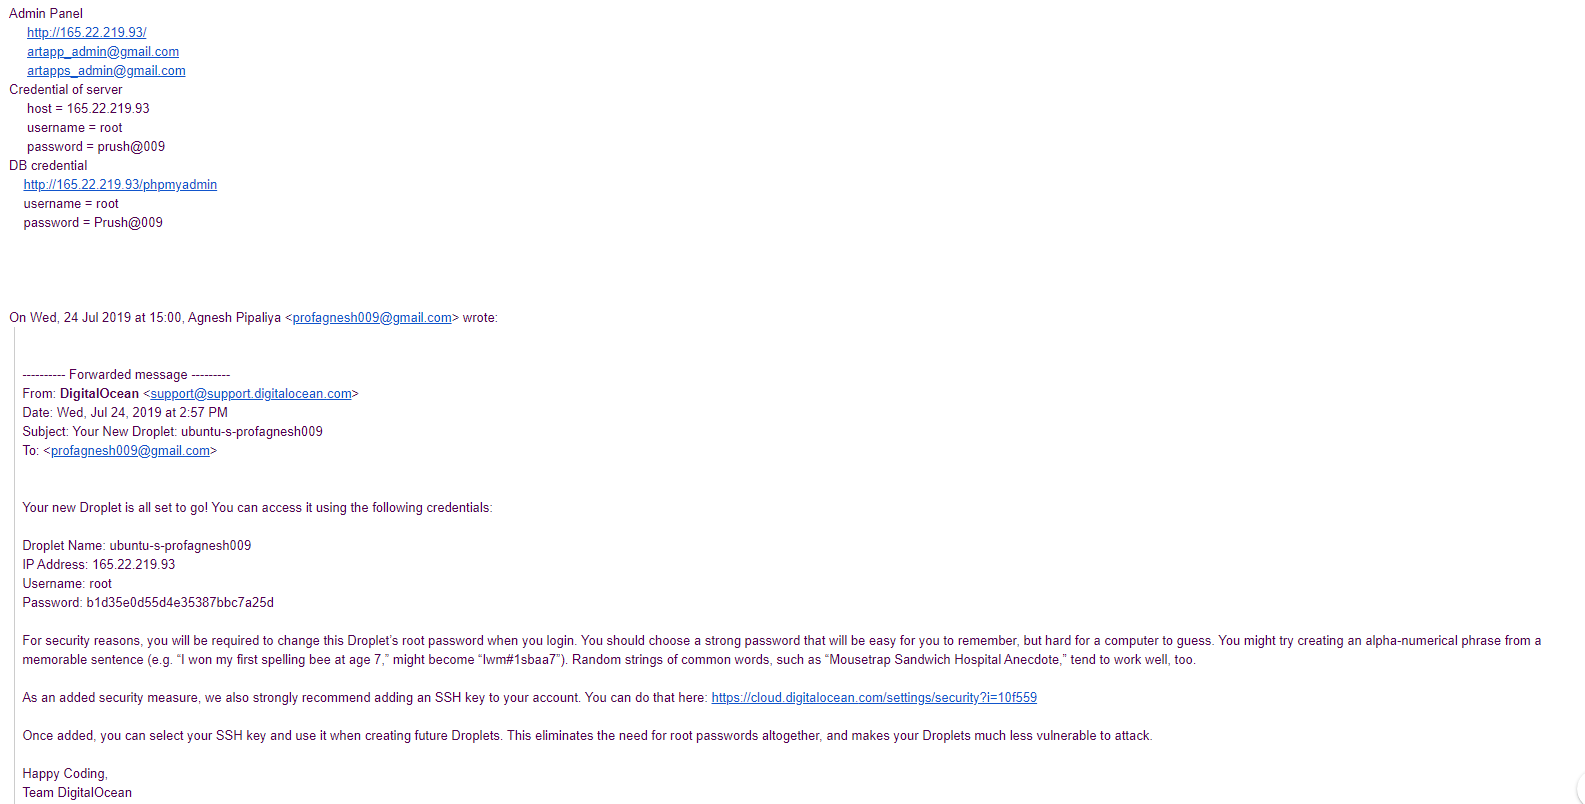 Admin Panel
http://165.22.219.93/
artapp_admin@gmail.com
artapps_admin@gmail.com
Credential of server
host = 165.22.219.93
username = root
password = prush@009
DB credential
http://165.22.219.93/phpmyadmin
username = root
password = Prush@009
On Wed, 24 Jul 2019 at 15:00, Agnesh Pipaliya <profagnesh009@gmail.com> wrote:
---------- Forwarded message ---------
From: DigitalOcean <support@support.digitalocean.com>
Date: Wed, Jul 24, 2019 at 2:57 PM
Subject: Your New Droplet: ubuntu-s-profagnesh009
To: <profagnesh009@gmail.com>
Your new Droplet is all set to go! You can access it using the following credentials:
Droplet Name: ubuntu-s-profagnesh009
IP Address: 165.22.219.93
Username: root
Password: b1d35e0d55d4e35387bbc7a25d
For security reasons, you will be required to change this Droplet’s root password when you login. You should choose a strong password that will be easy for you to remember, but hard for a computer to guess. You might try creating an alpha-numerical phrase from a
memorable sentence (e.g. “I won my first spelling bee at age 7,” might become “Iwm#1sbaa7”). Random strings of common words, such as “Mousetrap Sandwich Hospital Anecdote,” tend to work well, too.
As an added security measure, we also strongly recommend adding an SSH key to your account. You can do that here: https://cloud.digitalocean.com/settings/security?i=10f559
Once added, you can select your SSH key and use it when creating future Droplets. This eliminates the need for root passwords altogether, and makes your Droplets much less vulnerable to attack.
Happy Coding,
Team DigitalOcean